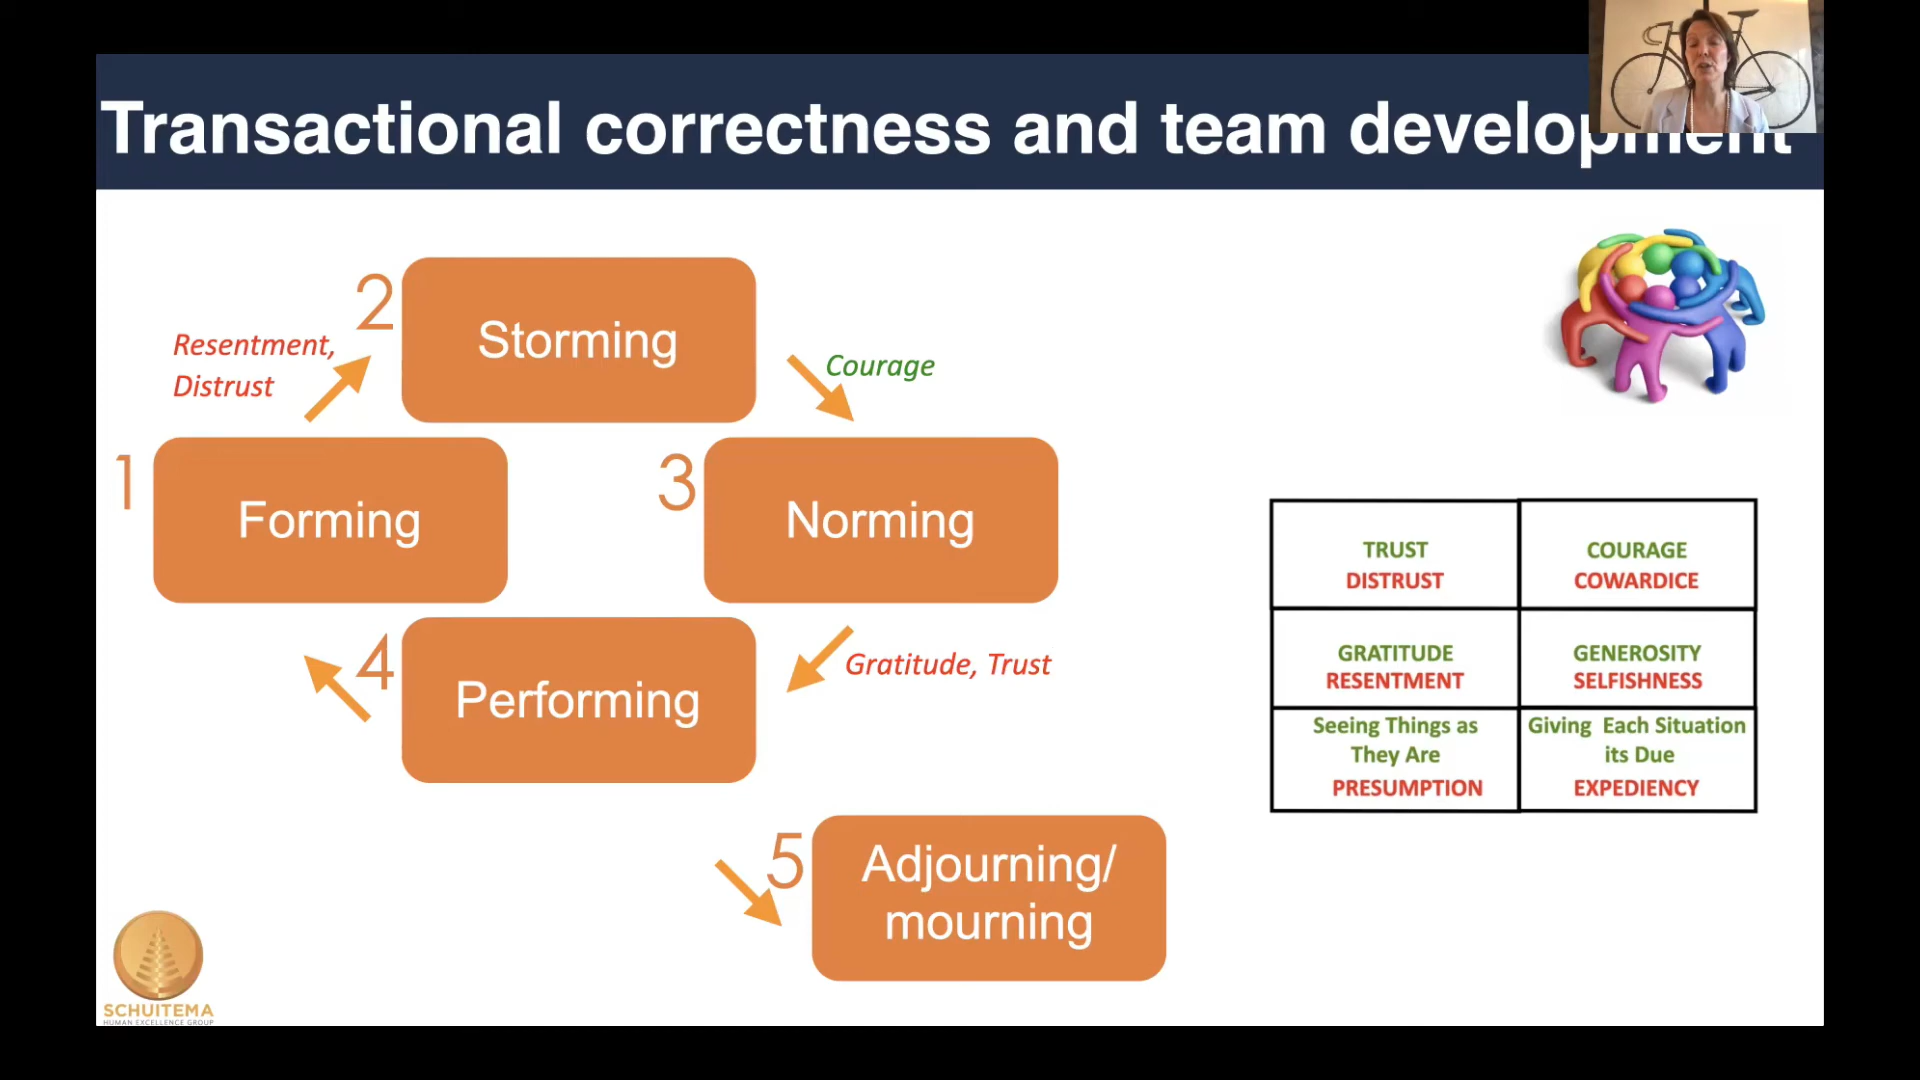 Transactional correctness and team development
2
Storming
Resentment,
Distrust
Courage
1
Forming
3
Norming
4
Performing
Gratitude, Trust
5
Adjourning/
mourning
TRUST
DISTRUST
COURAGE
COWARDICE
GRATITUDE
RESENTMENT
GENEROSITY
SELFISHNESS
Seeing Things as
They Are
PRESUMPTION
Giving Each Situation
its Due
EXPEDIENCY
SCHUITEMA
HUMAN EXCELLENCE GROUP